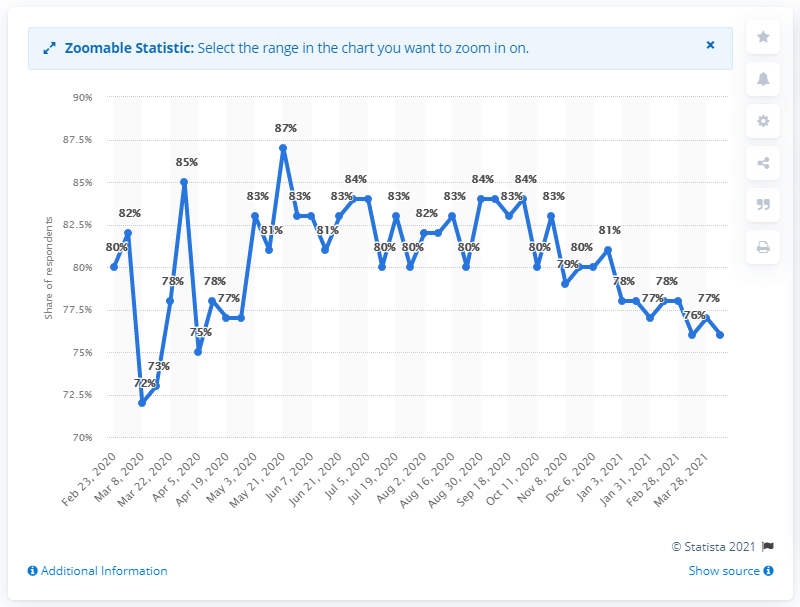 Zoomable Statistic: Select the range in the chart you want to zoom in on.
×
90%
87.5%
85%
82.5%
80%
77.5%
75%
72.5%
70%
Share of respondents
80%
82%
72%
73%
78%
85%
75%
78%
77%
83%
81%
87%
83%
81%
83%
84%
80%
83%
80%
82%
83%
80%
84%
83%
84%
80%
83%
79%
80%
81%
78%
77%
78%
76%
77%
Feb 23, 2020
Mar 8, 2020
Mar 22, 2020
Apr 5, 2020
Apr 19, 2020
May 3, 2020
May 21, 2020
Jun 7, 2020
Jun 21, 2020
Jul 5, 2020
Jul 19, 2020
Aug 2, 2020
Aug 16, 2020
Aug 30, 2020
Sep 18, 2020
Oct 11, 2020
Nov 8, 2020
Dec 6, 2020
Jan 3, 2021
Jan 31, 2021
Feb 28, 2021
Mar 28, 2021
© Statista 2021
Additional Information
Show source